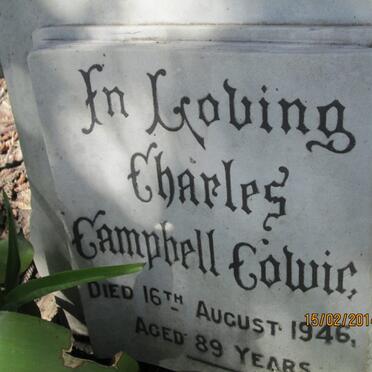 In Loving
Charles
Campbell Cowie,
DIED 16TH AUGUST 1946,
AGED 89 YEARS
15/02/201